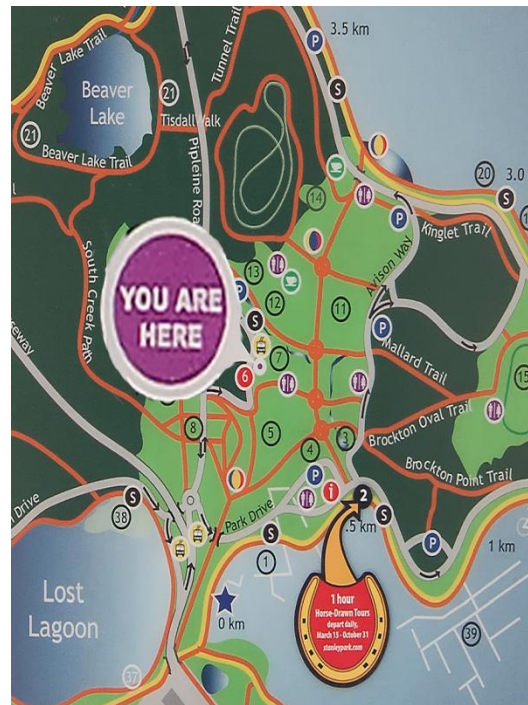 3.5 km
P
S
Beaver Lake Trail
Tunnel Trail
Beaver
Lake
21
Tisdall Walk
21
Beaver Lake Trail
Pipleine Road
20
3.0
S
14
P
Kinglet Trail
South Creek Path
Avison Way
13
P
12
11
YOU ARE
HERE
S
P
7
6
Mallard Trail
15
8
5
4
3
Brockton Oval Trail
Brockton Point Trail
P
i
2
.5 km
Park Drive
Drive
S
38
S
1
S
P
1 km
Lost
Lagoon
0 km
1 hour
Horse-Drawn Tours
depart daily,
March 15 - October 31
stanleypark.com
39
37